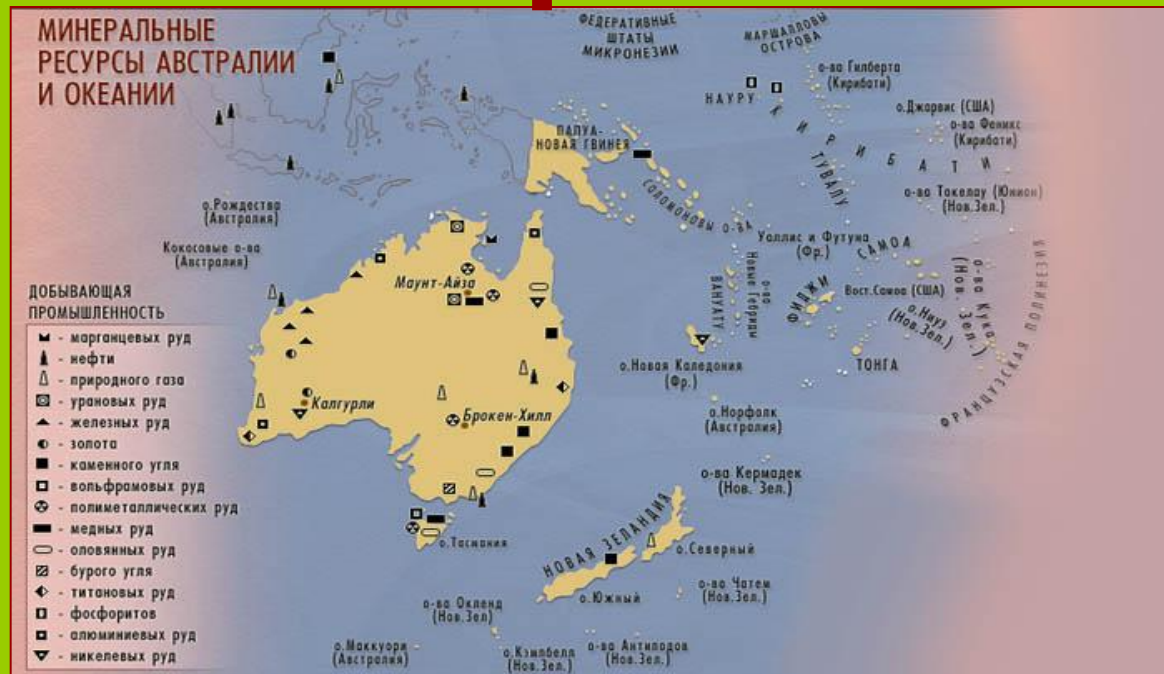 МИНЕРАЛЬНЫЕ
РЕСУРСЫ АВСТРАЛИИ
И ОКЕАНИИ
ФЕДЕРАТИВНЫЕ
ШТАТЫ
МИКРОНЕЗИИ
МАРШАЛЛОВЫ
ОСТРОВА
о-ва Гилберта
(Кирибати)
НАУРУ
КИРИБАТИ
о.Джарвис (США)
о-ва Феникс
(Кирибати)
ТУВАЛУ
о-ва Токелау (Юнион)
(Нов.Зел.)
ПАПУА-
НОВАЯ ГВИНЕЯ
СОЛОМОНОВЫ О-ВА
о.Рождества
(Австралия)
Кокосовые о-ва
(Австралия)
Уоллис и Футуна
(Фр.)
САМОА
ВАНУАТУ
о-ва
Новые Гебриды
ФИДЖИ
Вост.Самоа (США)
о.Ниуэ
(Нов.Зел.)
о-ва Кука
(Нов. Зел.)
ФРАНЦУЗСКАЯ ПОЛИНЕЗИЯ
ТОНГА
Маунт-Айза
Калгурли
Брокен-Хилл
о.Новая Каледония
(Фр.)
о.Норфолк
(Австралия)
о-ва Кермадек
(Нов. Зел.)
НОВАЯ ЗЕЛАНДИЯ
о.Северный
о.Южный
о.Тасмания
о-ва Чатем
(Нов.Зел.)
о-ва Окленд
(Нов.Зел)
о.Маккуори
(Австралия)
о.Кэмпбелл
(Нов.Зел.)
о-ва Антиподов
(Нов.Зел.)
ДОБЫВАЮЩАЯ
ПРОМЫШЛЕННОСТЬ
- марганцевых руд
- нефти
- природного газа
- урановых руд
- железных руд
- золота
- каменного угля
- вольфрамовых руд
- полиметаллических руд
- медных руд
- оловянных руд
- бурого угля
- титановых руд
- фосфоритов
- алюминиевых руд
- никелевых руд